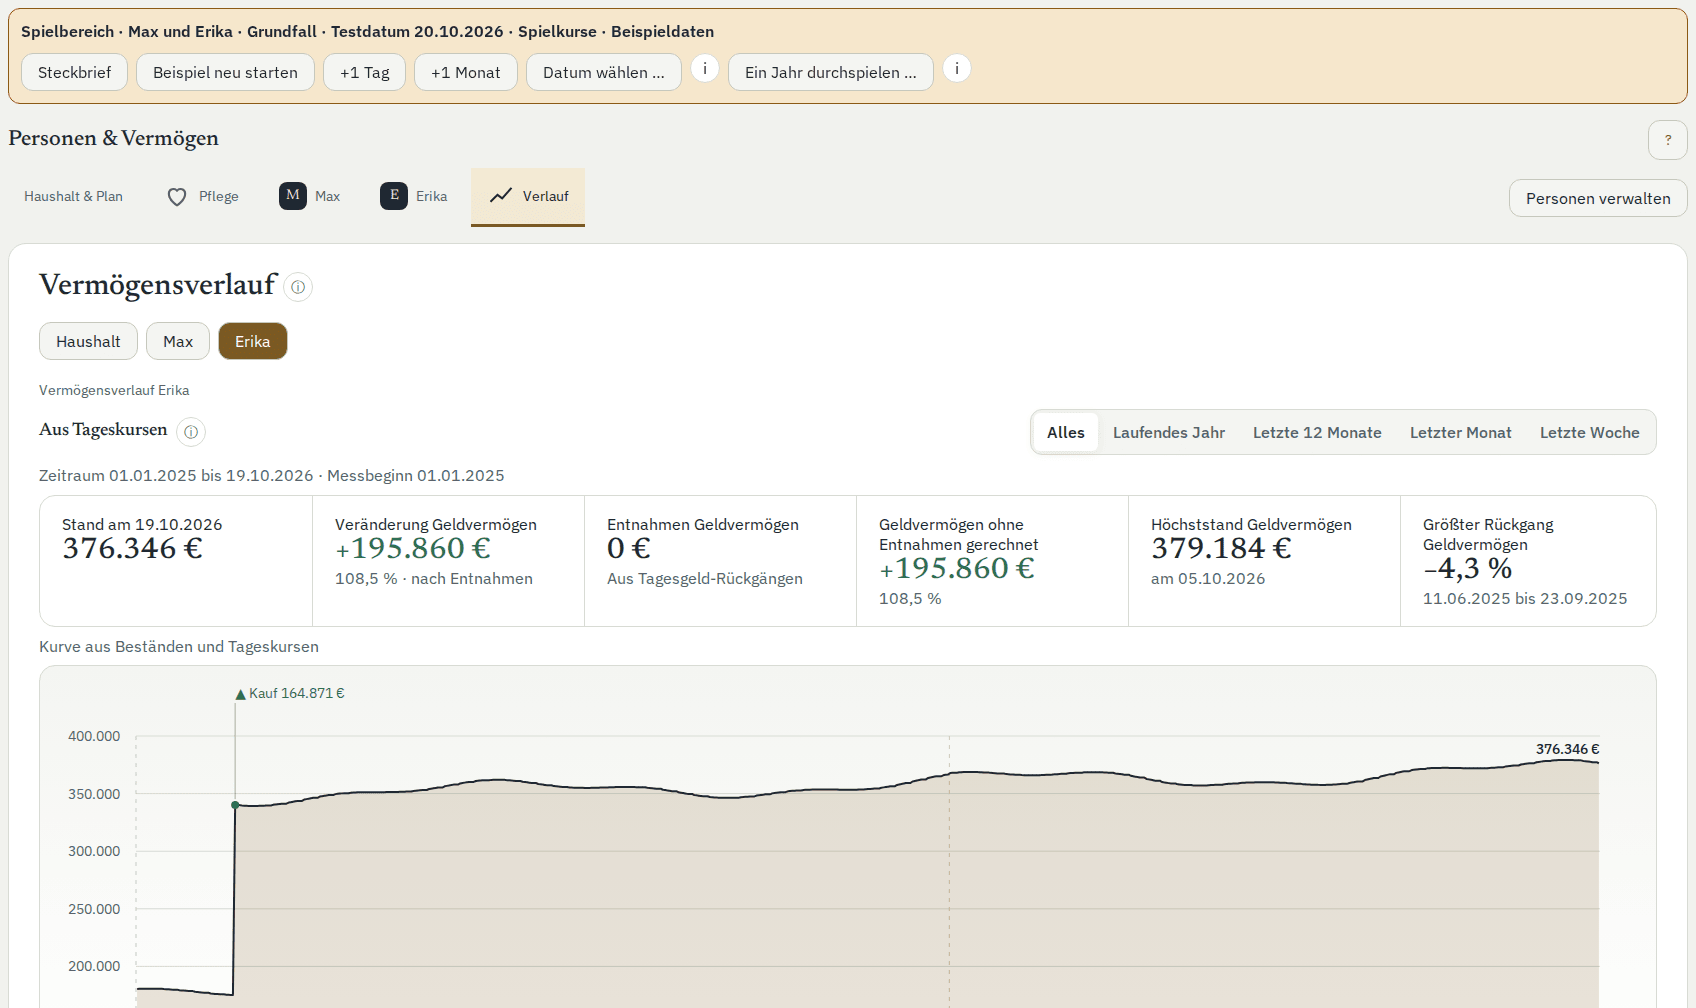 Spielbereich · Max und Erika · Grundfall · Testdatum 20.10.2026 · Spielkurse · Beispieldaten
Steckbrief Beispiel neu starten +1 Tag +1 Monat Datum wählen ... i Ein Jahr durchspielen ... i
Personen & Vermögen ?
Haushalt & Plan Pflege M Max E Erika Verlauf Personen verwalten
Vermögensverlauf ⓘ
Haushalt Max Erika
Vermögensverlauf Erika
Aus Tageskursen ⓘ Alles Laufendes Jahr Letzte 12 Monate Letzter Monat Letzte Woche
Zeitraum 01.01.2025 bis 19.10.2026 · Messbeginn 01.01.2025
Stand am 19.10.2026
376.346 €
Veränderung Geldvermögen
+195.860 €
108,5 % · nach Entnahmen
Entnahmen Geldvermögen
0 €
Aus Tagesgeld-Rückgängen
Geldvermögen ohne
Entnahmen gerechnet
+195.860 €
108,5 %
Höchststand Geldvermögen
379.184 €
am 05.10.2026
Größter Rückgang
Geldvermögen
−4,3 %
11.06.2025 bis 23.09.2025
Kurve aus Beständen und Tageskursen
▲ Kauf 164.871 €
400.000
376.346 €
350.000
300.000
250.000
200.000